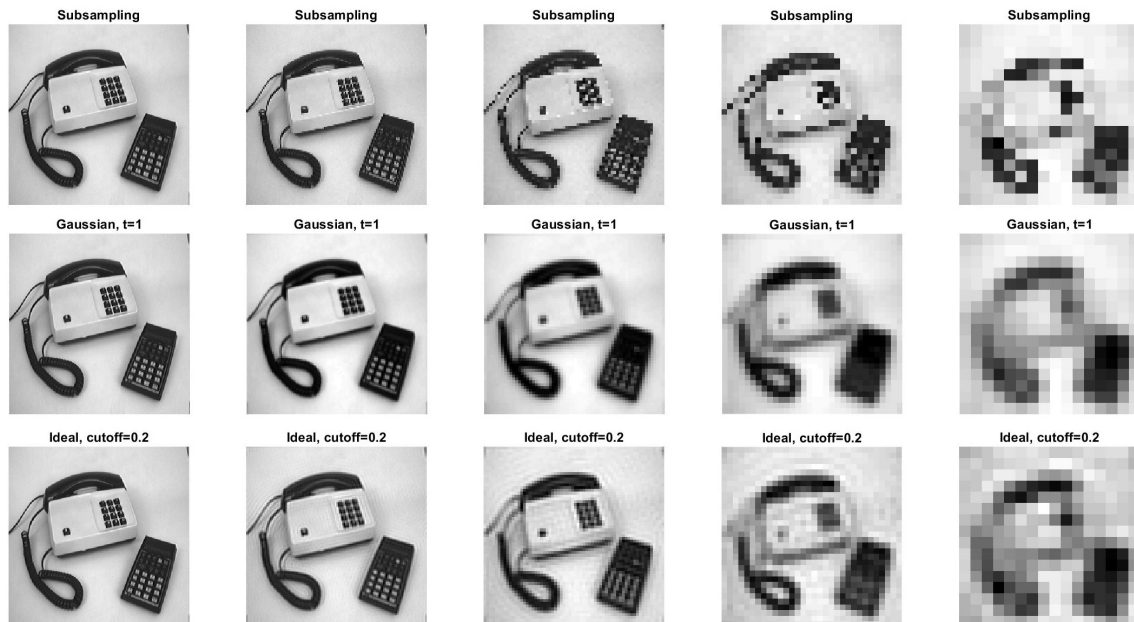 Subsampling Subsampling Subsampling Subsampling Subsampling
Gaussian, t=1 Gaussian, t=1 Gaussian, t=1 Gaussian, t=1 Gaussian, t=1
Ideal, cutoff=0.2 Ideal, cutoff=0.2 Ideal, cutoff=0.2 Ideal, cutoff=0.2 Ideal, cutoff=0.2